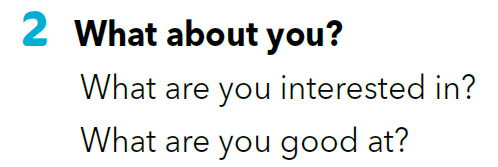 2 What about you?
What are you interested in?
What are you good at?